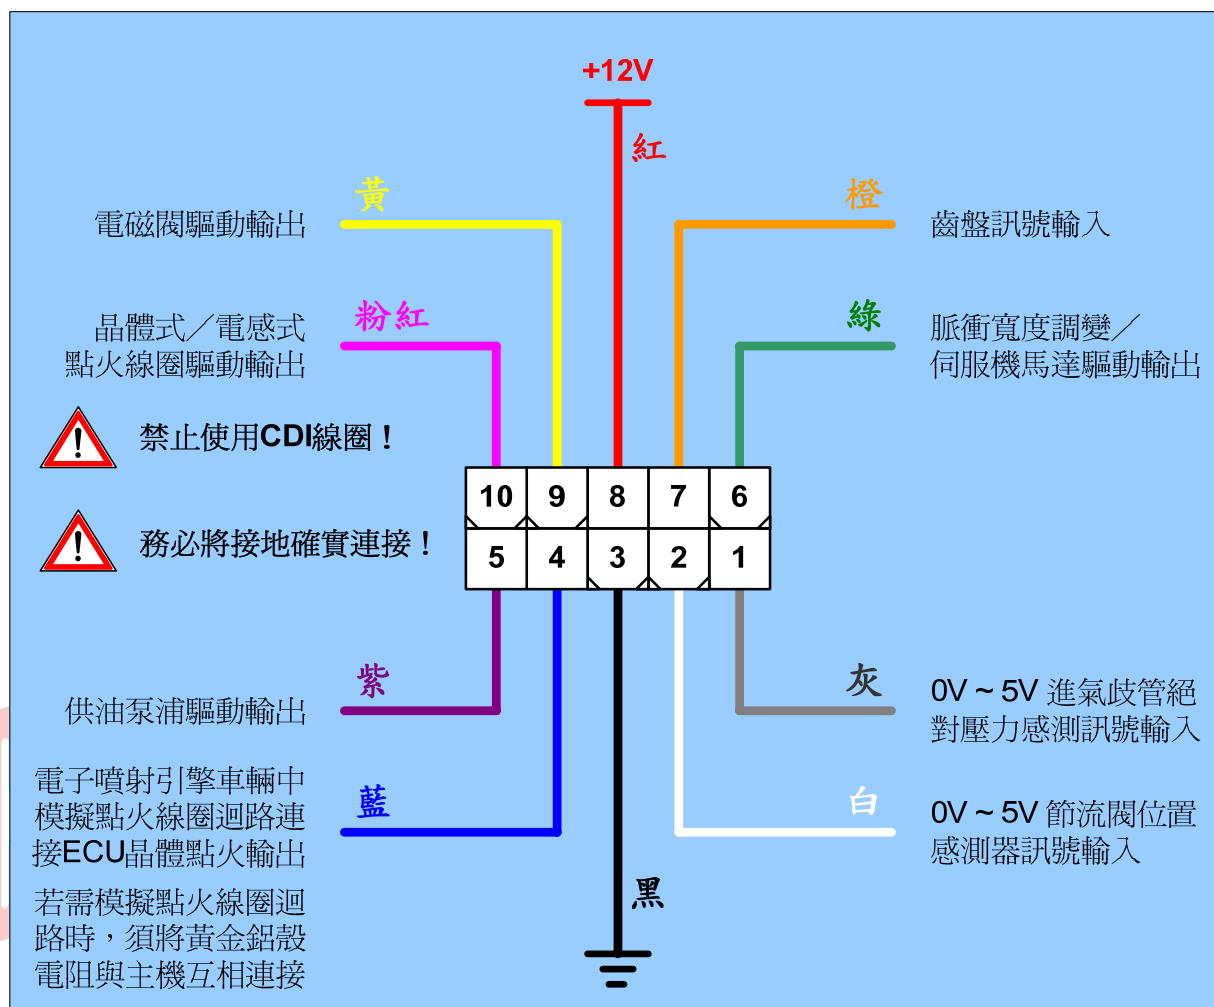 +12V
紅
黃
電磁閥驅動輸出
橙
齒盤訊號輸入
粉紅
晶體式／電感式
點火線圈驅動輸出
綠
脈衝寬度調變／
伺服機馬達驅動輸出
禁止使用CDI線圈！
務必將接地確實連接！
10 9 8 7 6
5 4 3 2 1
紫
供油泵浦驅動輸出
灰
0V ~ 5V 進氣歧管絕
對壓力感測訊號輸入
藍
電子噴射引擎車輛中
模擬點火線圈迴路連
接ECU晶體點火輸出
若需模擬點火線圈迴
路時，須將黃金鋁殼
電阻與主機互相連接
白
0V ~ 5V 節流閥位置
感測器訊號輸入
黑